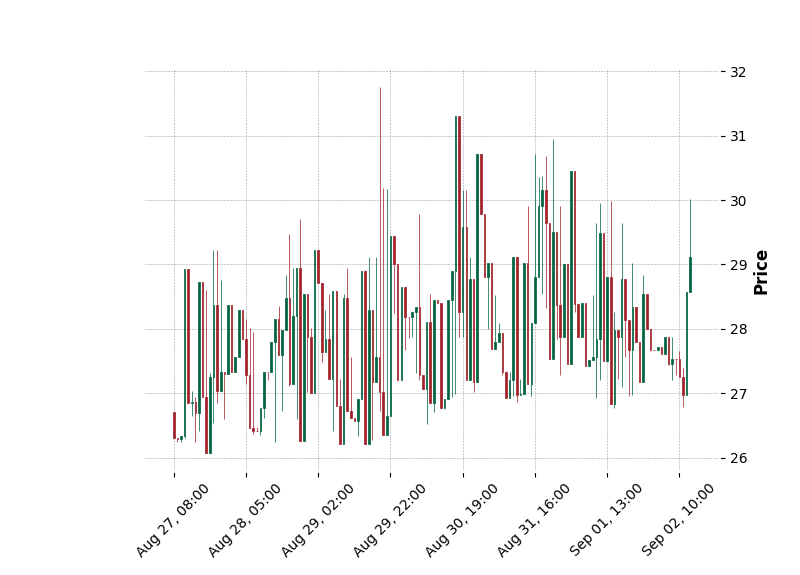 32
31
30
29
28
27
26
Price
Aug 27, 08:00
Aug 28, 05:00
Aug 29, 02:00
Aug 29, 22:00
Aug 30, 19:00
Aug 31, 16:00
Sep 01, 13:00
Sep 02, 10:00